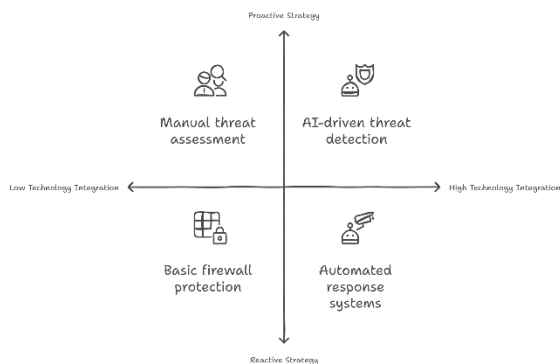 Proactive Strategy
Manual threat
assessment
AI-driven threat
detection
Low Technology Integration
High Technology Integration
Basic firewall
protection
Automated
response
systems
Reactive Strategy